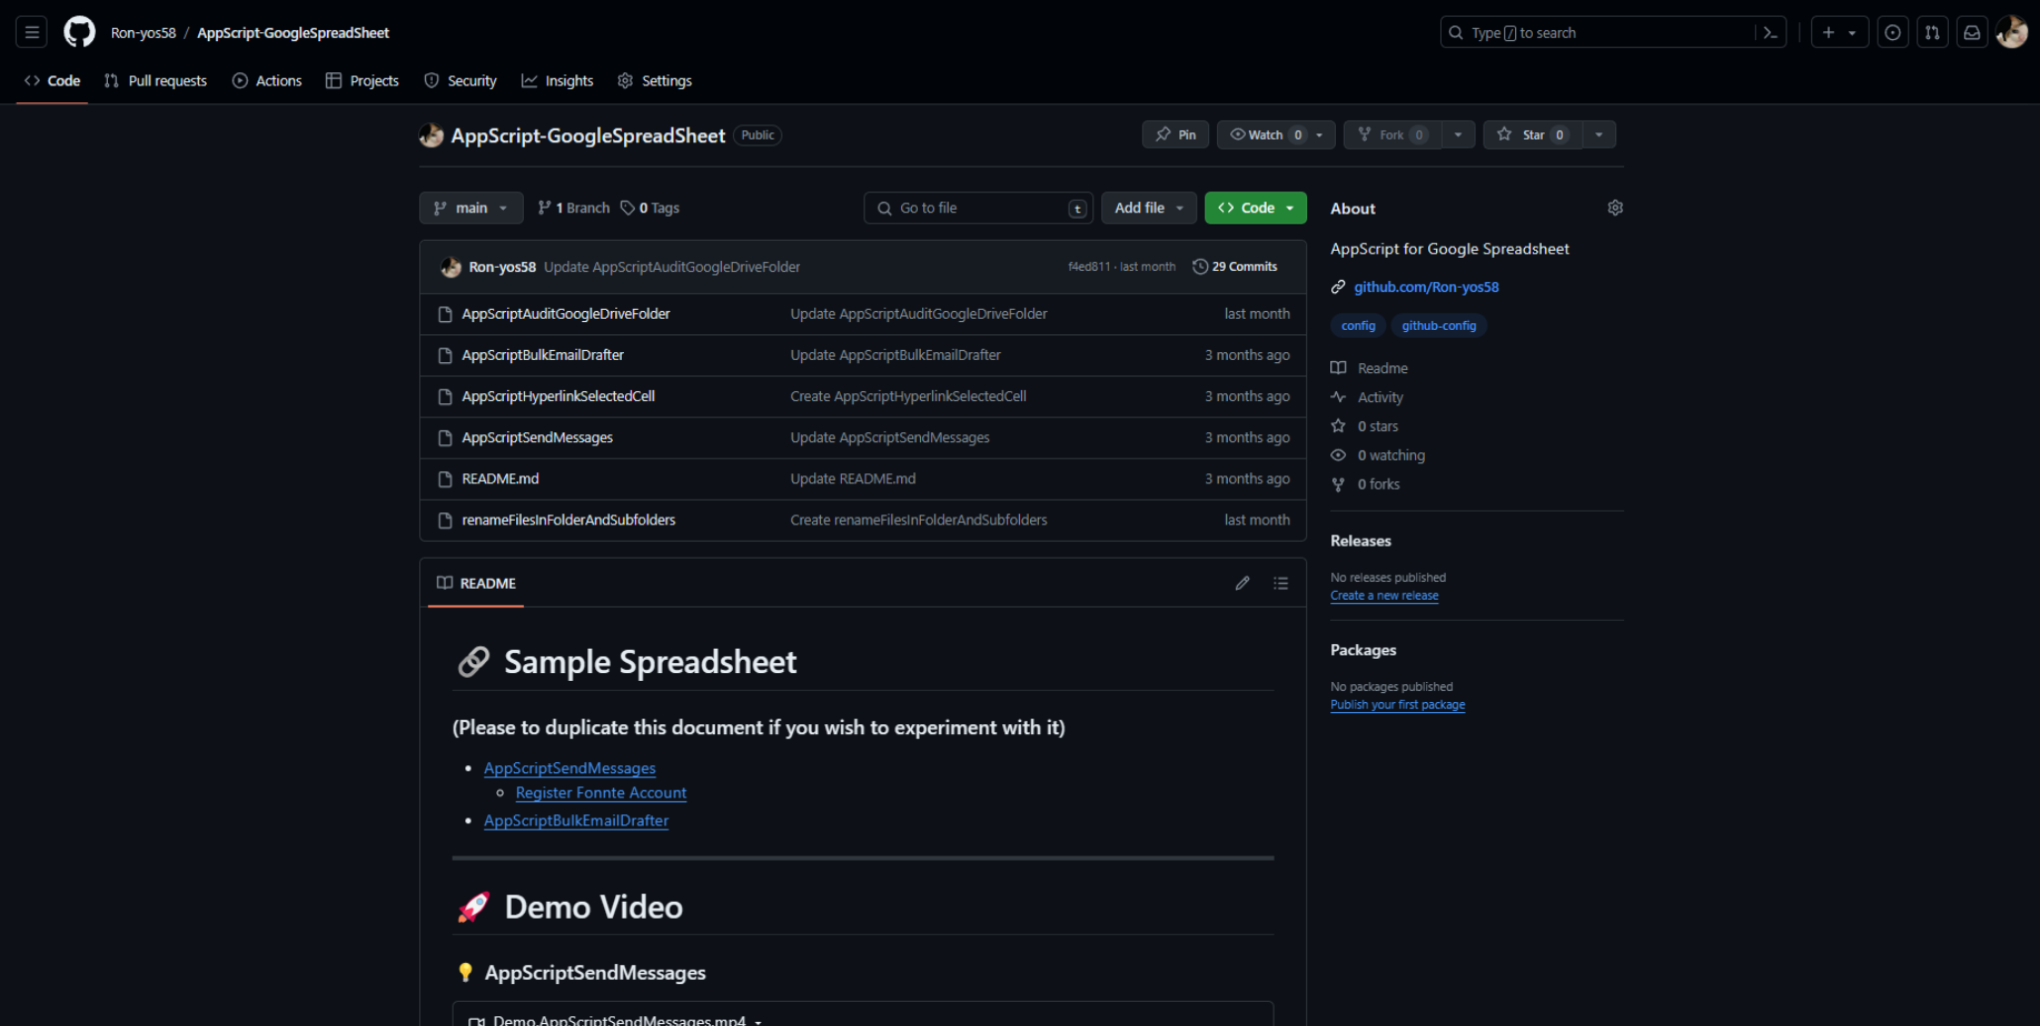 Ron-yos58 / AppScript-GoogleSpreadSheet
Type / to search
Code Pull requests Actions Projects Security Insights Settings
AppScript-GoogleSpreadSheet Public
Pin Watch 0 Fork 0 Star 0
main 1 Branch 0 Tags
Go to file t Add file Code
Ron-yos58 Update AppScriptAuditGoogleDriveFolder f4ed811 · last month 29 Commits
AppScriptAuditGoogleDriveFolder Update AppScriptAuditGoogleDriveFolder last month
AppScriptBulkEmailDrafter Update AppScriptBulkEmailDrafter 3 months ago
AppScriptHyperlinkSelectedCell Create AppScriptHyperlinkSelectedCell 3 months ago
AppScriptSendMessages Update AppScriptSendMessages 3 months ago
README.md Update README.md 3 months ago
renameFilesInFolderAndSubfolders Create renameFilesInFolderAndSubfolders last month
README
Sample Spreadsheet
(Please to duplicate this document if you wish to experiment with it)
AppScriptSendMessages
Register Fonnte Account
AppScriptBulkEmailDrafter
Demo Video
AppScriptSendMessages
Demo.AppScriptSendMessages.mp4
About
AppScript for Google Spreadsheet
github.com/Ron-yos58
config github-config
Readme
Activity
0 stars
0 watching
0 forks
Releases
No releases published
Create a new release
Packages
No packages published
Publish your first package